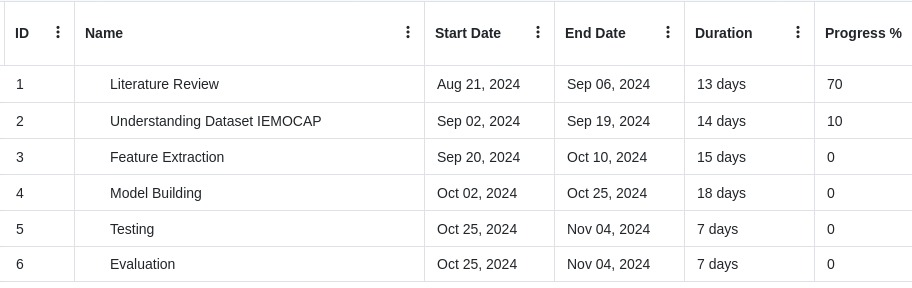 ID Name Start Date End Date Duration Progress %
1 Literature Review Aug 21, 2024 Sep 06, 2024 13 days 70
2 Understanding Dataset IEMOCAP Sep 02, 2024 Sep 19, 2024 14 days 10
3 Feature Extraction Sep 20, 2024 Oct 10, 2024 15 days 0
4 Model Building Oct 02, 2024 Oct 25, 2024 18 days 0
5 Testing Oct 25, 2024 Nov 04, 2024 7 days 0
6 Evaluation Oct 25, 2024 Nov 04, 2024 7 days 0